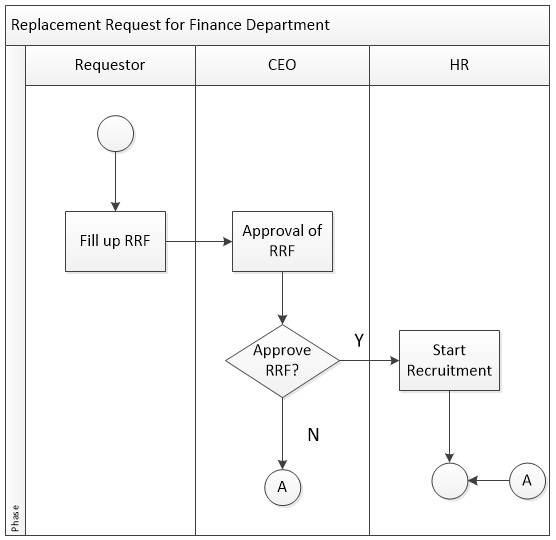 Replacement Request for Finance Department
Requestor
CEO
HR
Fill up RRF
Approval of
RRF
Approve
RRF?
Y
Start
Recruitment
N
A
A
Phase